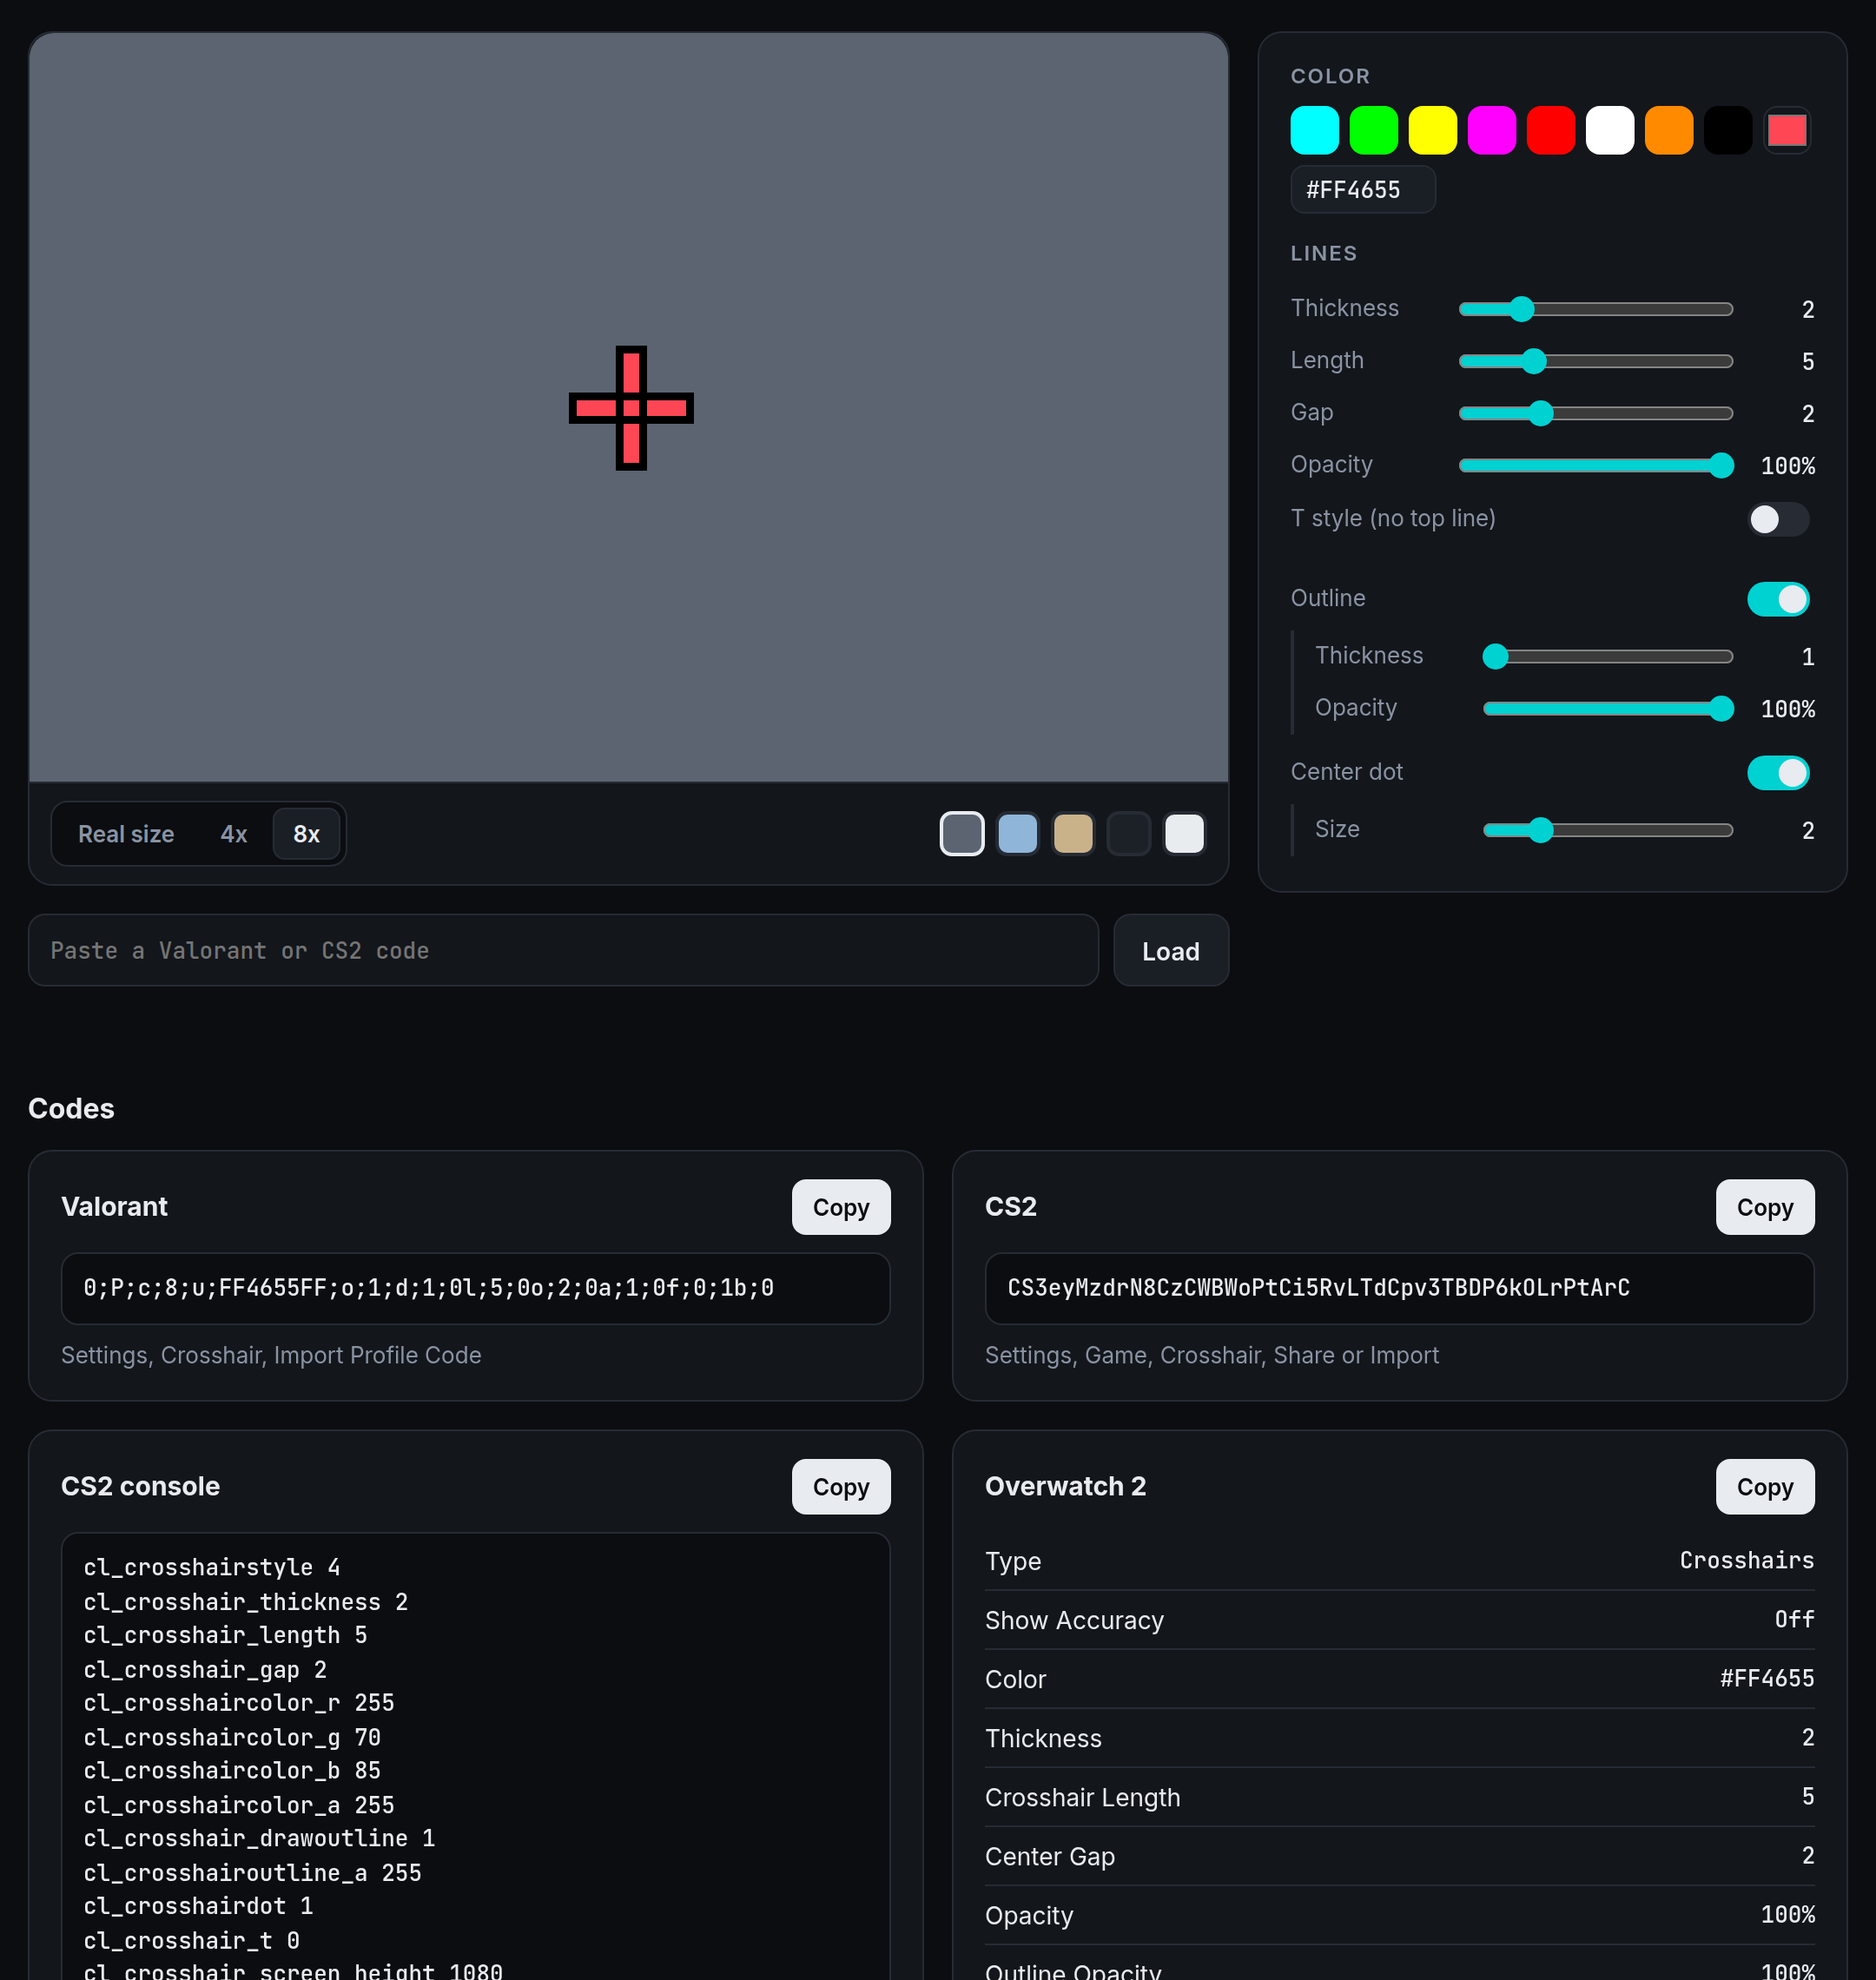 COLOR
#FF4655
LINES
Thickness 2
Length 5
Gap 2
Opacity 100%
T style (no top line)
Outline
Thickness 1
Opacity 100%
Center dot
Size 2
Real size 4x 8x
Paste a Valorant or CS2 code Load
Codes
Valorant Copy
0;P;c;8;u;FF4655FF;o;1;d;1;0l;5;0o;2;0a;1;0f;0;1b;0
Settings, Crosshair, Import Profile Code
CS2 Copy
CS3eyMzdrN8CzCWBWoPtCi5RvLTdCpv3TBDP6kOLrPtArC
Settings, Game, Crosshair, Share or Import
CS2 console Copy
cl_crosshairstyle 4
cl_crosshair_thickness 2
cl_crosshair_length 5
cl_crosshair_gap 2
cl_crosshaircolor_r 255
cl_crosshaircolor_g 70
cl_crosshaircolor_b 85
cl_crosshaircolor_a 255
cl_crosshair_drawoutline 1
cl_crosshairoutline_a 255
cl_crosshairdot 1
cl_crosshair_t 0
cl_crosshair_screen_height 1080
Overwatch 2 Copy
Type Crosshairs
Show Accuracy Off
Color #FF4655
Thickness 2
Crosshair Length 5
Center Gap 2
Opacity 100%
Outline Opacity 100%